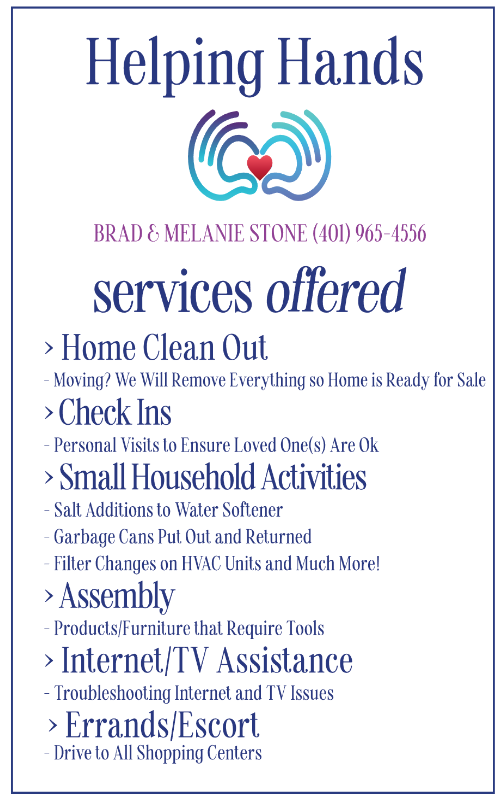 Helping Hands
BRAD & MELANIE STONE (401) 965-4556
services offered
> Home Clean Out
- Moving? We Will Remove Everything so Home is Ready for Sale
> Check Ins
- Personal Visits to Ensure Loved One(s) Are Ok
> Small Household Activities
- Salt Additions to Water Softener
- Garbage Cans Put Out and Returned
- Filter Changes on HVAC Units and Much More!
> Assembly
- Products/Furniture that Require Tools
> Internet/TV Assistance
- Troubleshooting Internet and TV Issues
> Errands/Escort
- Drive to All Shopping Centers